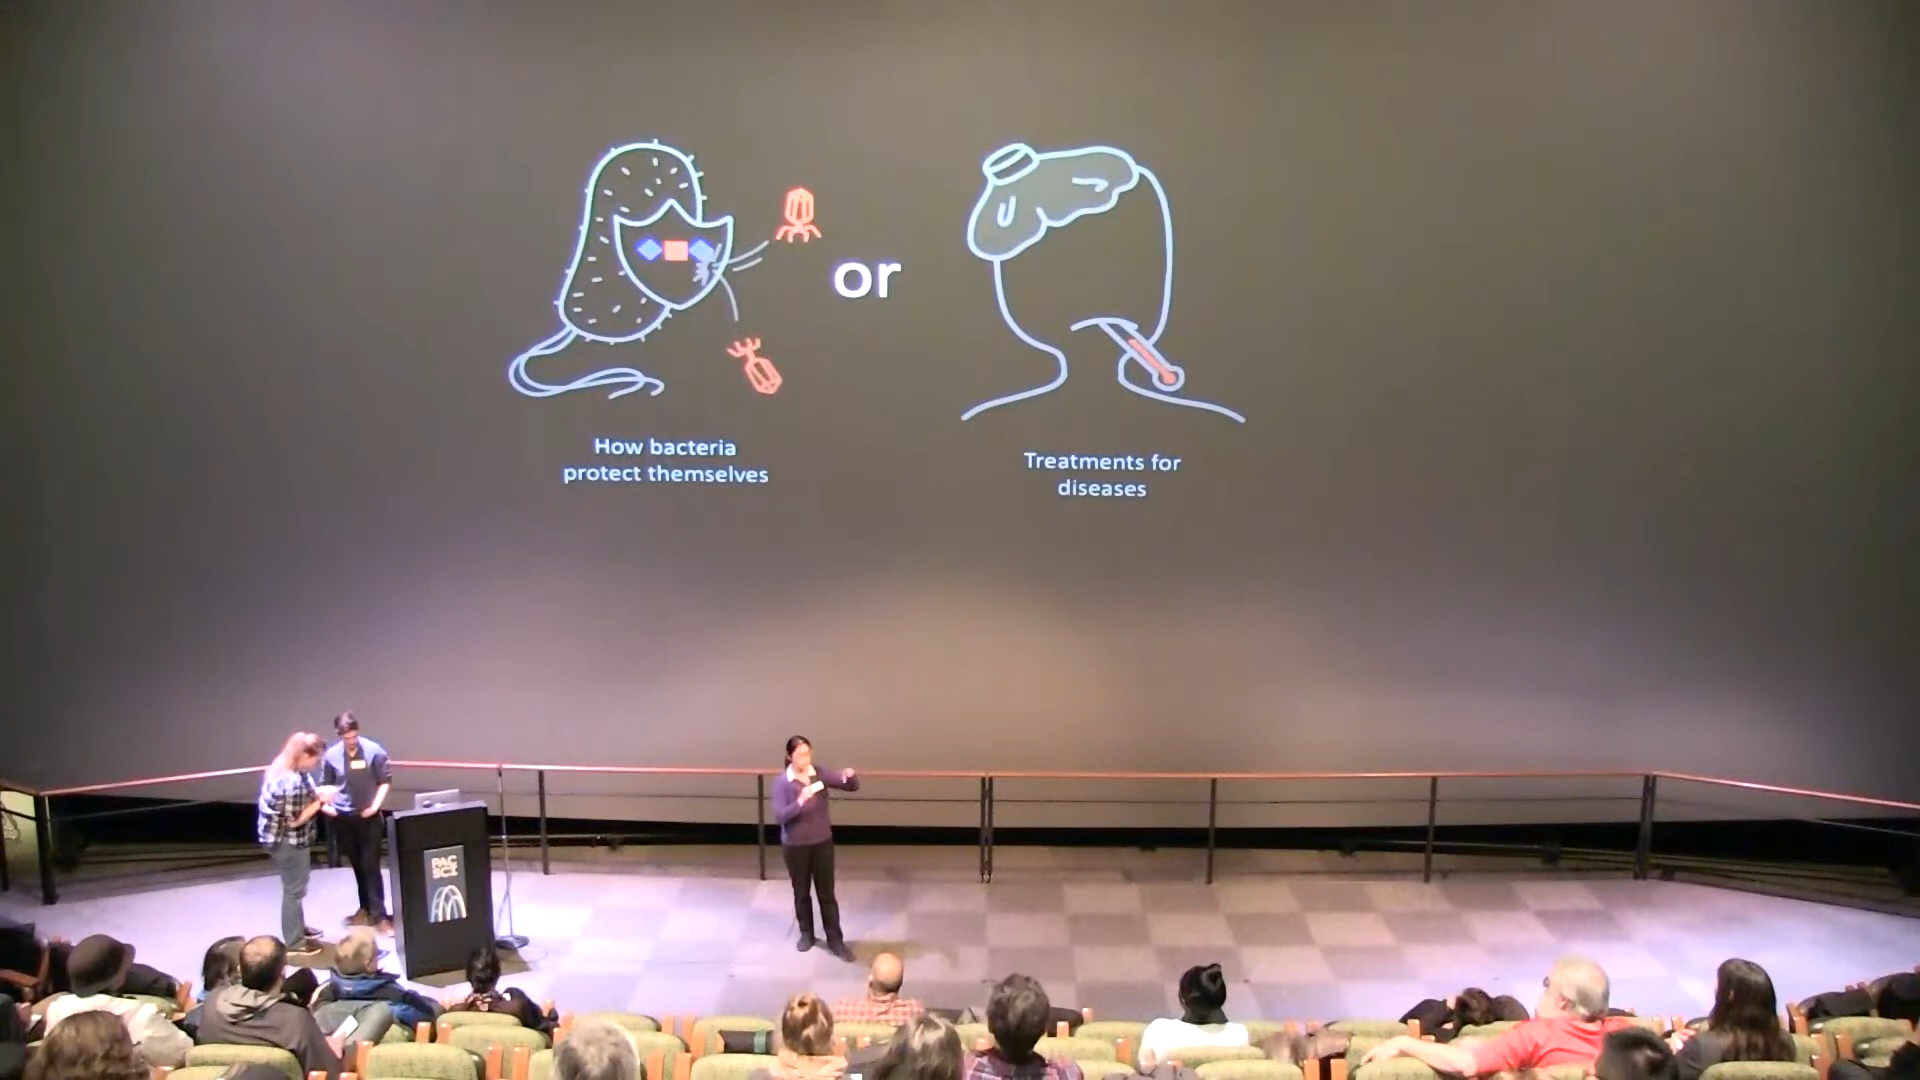 or
How bacteria
protect themselves
Treatments for
diseases
PAC
SCI